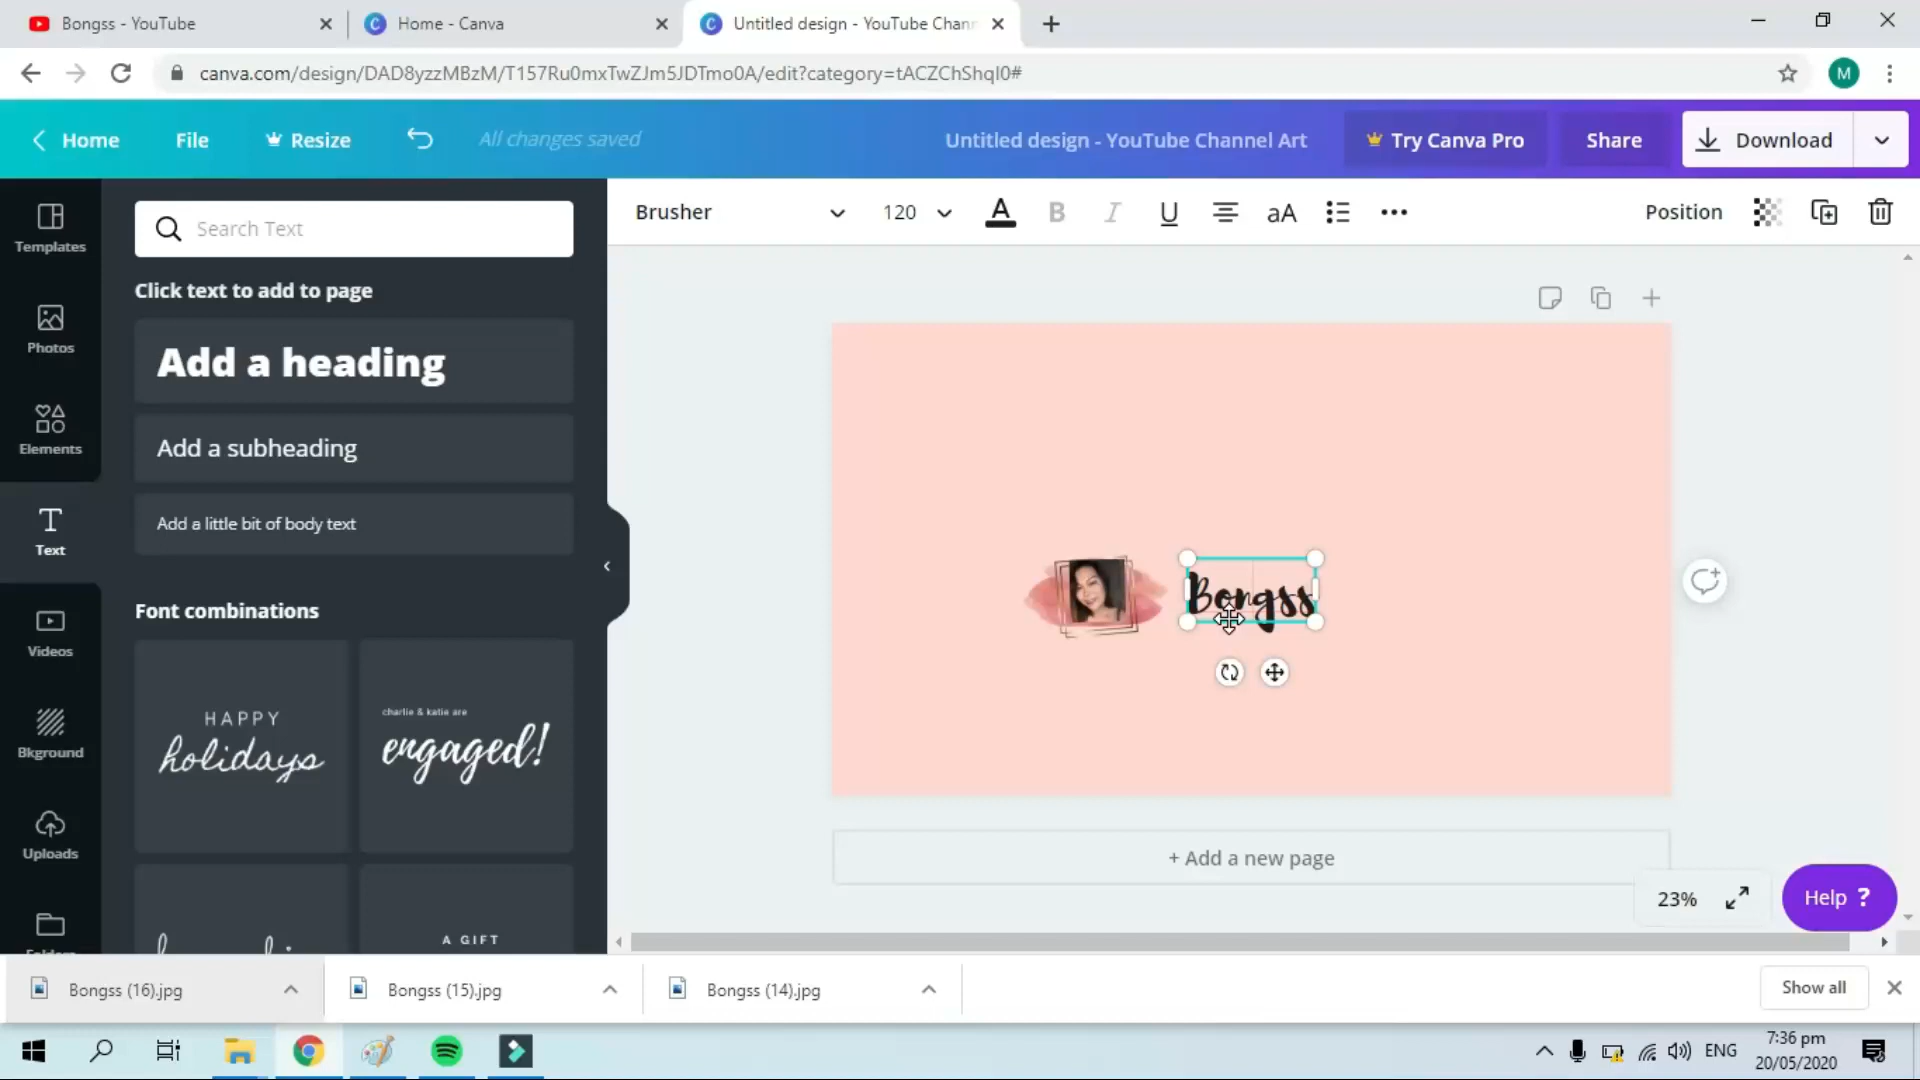 Bongss - YouTube
Home - Canva
Untitled design - YouTube Chann
canva.com/design/DAD8yzzMBzM/T157Ru0mxTwZJm5JDTmo0A/edit?category=tACZChShqI0#
M
Home
File
Resize
All changes saved
Untitled design - YouTube Channel Art
Try Canva Pro
Share
Download
Brusher
120
A
B
I
U
aA
Position
Templates
Photos
Elements
Text
Videos
Bkground
Uploads
Search Text
Click text to add to page
Add a heading
Add a subheading
Add a little bit of body text
Font combinations
HAPPY
holidays
charlie & katie are
engaged!
A GIFT
Bongss
+ Add a new page
23%
Help ?
Bongss (16).jpg
Bongss (15).jpg
Bongss (14).jpg
Show all
ENG
7:36 pm
20/05/2020